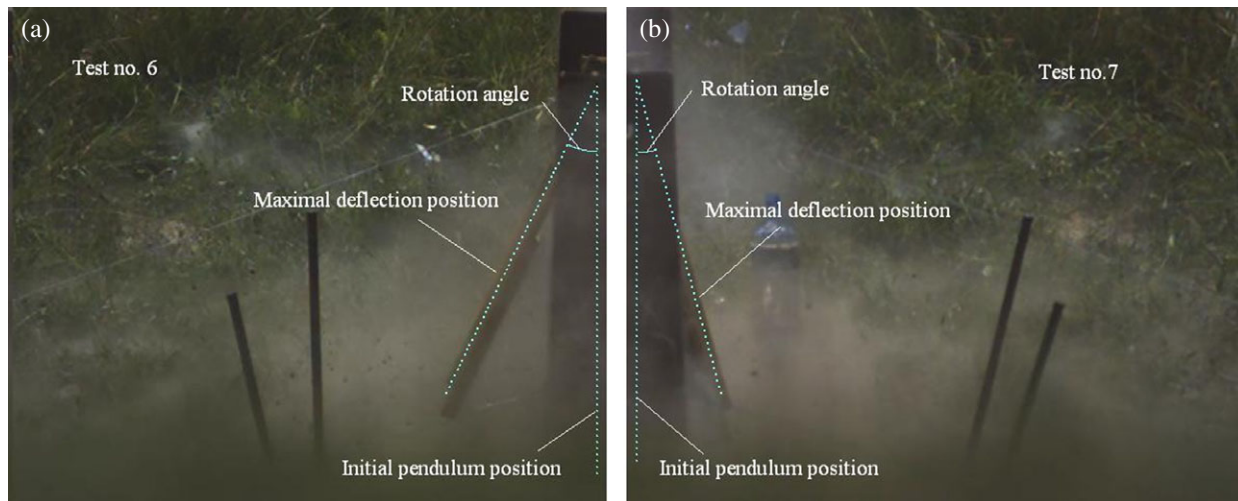 (a)
Test no. 6
Rotation angle
Maximal deflection position
Initial pendulum position
(b)
Test no.7
Rotation angle
Maximal deflection position
Initial pendulum position